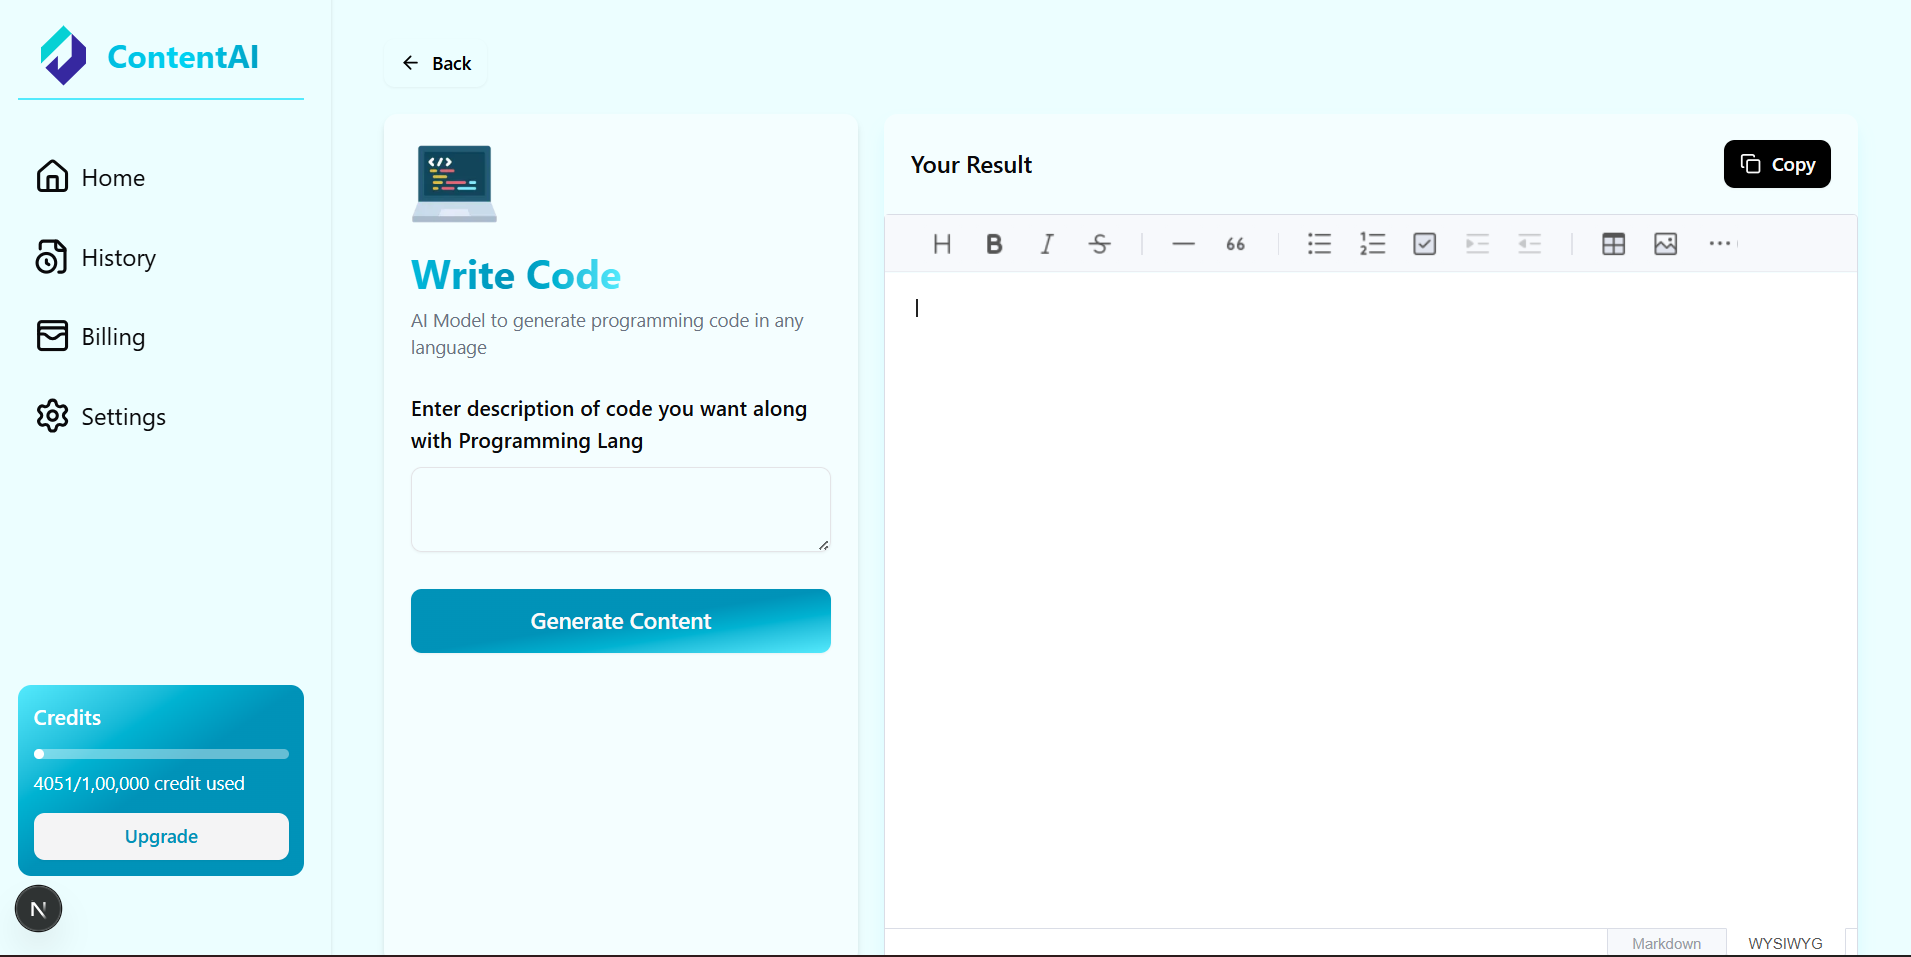 ContentAI
Home
History
Billing
Settings
Credits
4051/1,00,000 credit used
Upgrade
N
Back
</>
Write Code
AI Model to generate programming code in any
language
Enter description of code you want along
with Programming Lang
Generate Content
Your Result
Copy
H B I S 66
Markdown
WYSIWYG